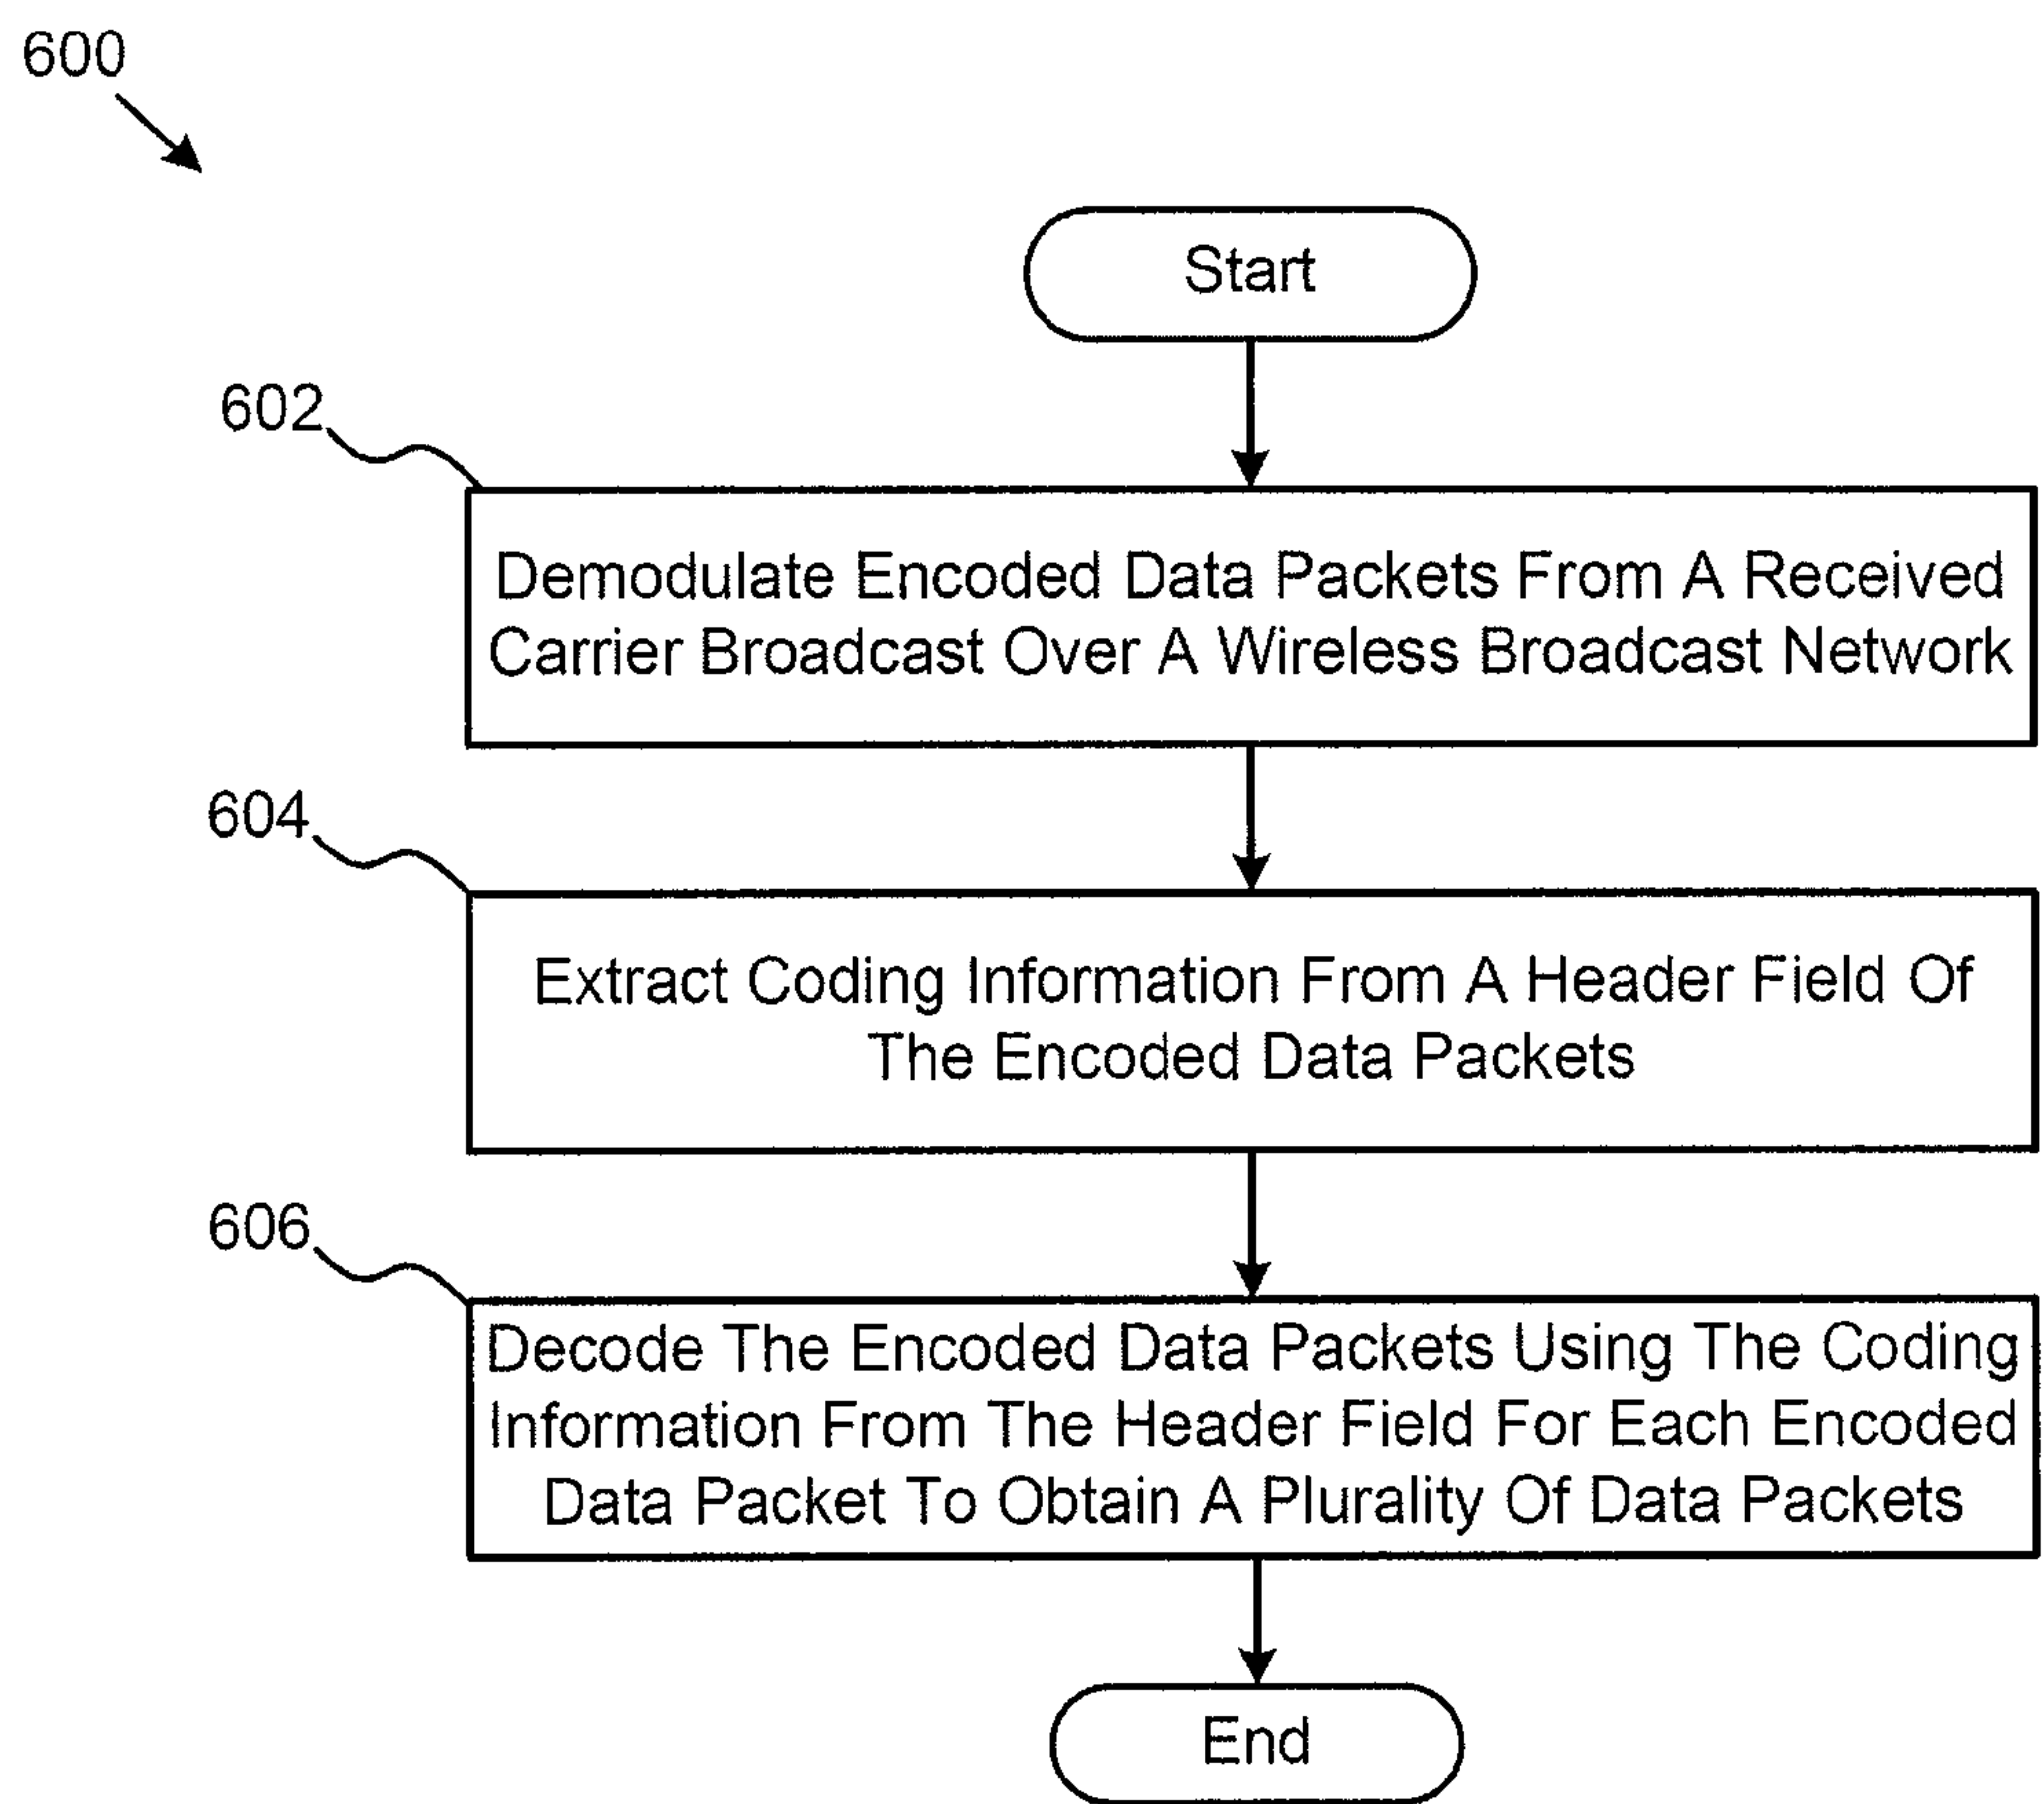 600
Start
602
Demodulate Encoded Data Packets From A Received
Carrier Broadcast Over A Wireless Broadcast Network
604
Extract Coding Information From A Header Field Of
The Encoded Data Packets
606
Decode The Encoded Data Packets Using The Coding
Information From The Header Field For Each Encoded
Data Packet To Obtain A Plurality Of Data Packets
End